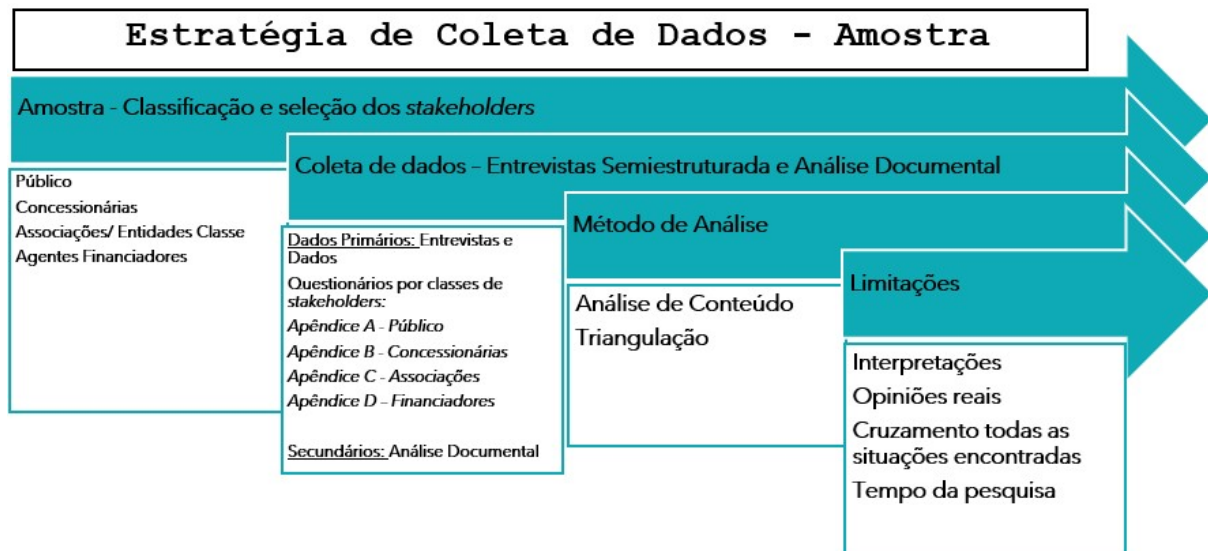 Estratégia de Coleta de Dados - Amostra
Amostra - Classificação e seleção dos stakeholders
Público
Concessionárias
Associações/ Entidades Classe
Agentes Financiadores
Coleta de dados - Entrevistas Semiestruturada e Análise Documental
Dados Primários: Entrevistas e
Dados
Questionários por classes de
stakeholders:
Apêndice A - Público
Apêndice B - Concessionárias
Apêndice C - Associações
Apêndice D – Financiadores
Secundários: Análise Documental
Método de Análise
Análise de Conteúdo
Triangulação
Limitações
Interpretações
Opiniões reais
Cruzamento todas as
situações encontradas
Tempo da pesquisa